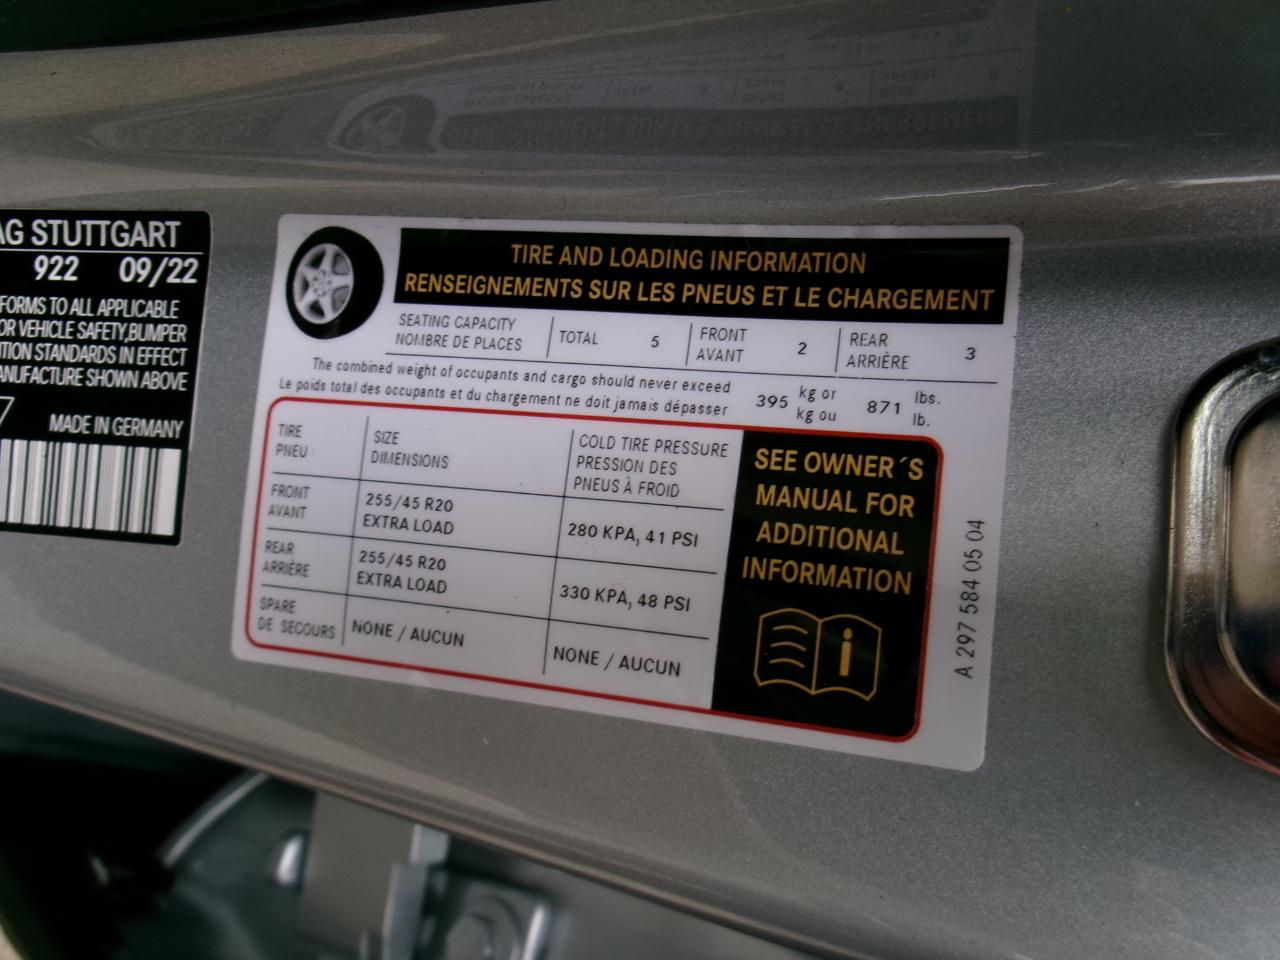 AG STUTTGART
922 09/22
FORMS TO ALL APPLICABLE
OR VEHICLE SAFETY,BUMPER
TION STANDARDS IN EFFECT
ANUFACTURE SHOWN ABOVE
MADE IN GERMANY
TIRE AND LOADING INFORMATION
RENSEIGNEMENTS SUR LES PNEUS ET LE CHARGEMENT
SEATING CAPACITY
NOMBRE DE PLACES
TOTAL 5
FRONT
AVANT
2
REAR
ARRIÈRE
3
The combined weight of occupants and cargo should never exceed
Le poids total des occupants et du chargement ne doit jamais dépasser
395 kg or
kg ou
871 lbs.
lb.
TIRE
PNEU
SIZE
DIMENSIONS
COLD TIRE PRESSURE
PRESSION DES
PNEUS À FROID
FRONT
AVANT
255/45 R20
EXTRA LOAD
280 KPA, 41 PSI
REAR
ARRIÈRE
255/45 R20
EXTRA LOAD
330 KPA, 48 PSI
SPARE
DE SECOURS
NONE / AUCUN
NONE / AUCUN
SEE OWNER´S
MANUAL FOR
ADDITIONAL
INFORMATION
A 297 584 05 04